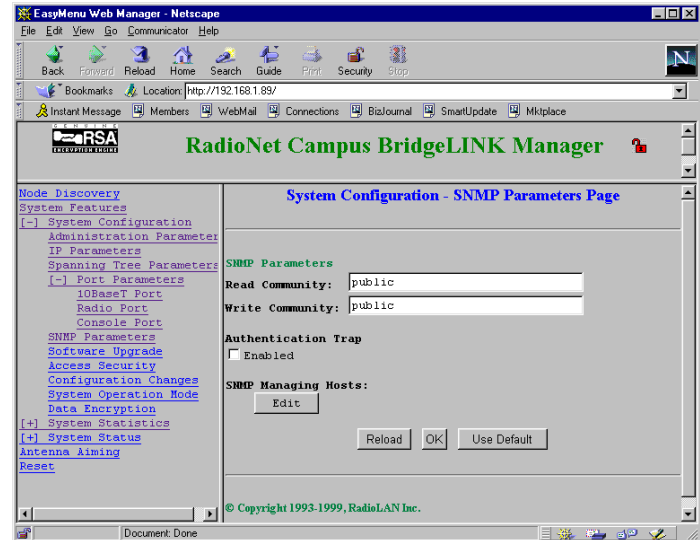 EasyMenu Web Manager - Netscape
File Edit View Go Communicator Help
Back Forward Reload Home Search Guide Print Security Stop
N
Bookmarks Location: http://192.168.1.89/
Instant Message Members WebMail Connections BizJournal SmartUpdate Mktplace
GENUINE
RSA
ENCRYPTION ENGINE
RadioNet Campus BridgeLINK Manager
Node Discovery
System Features
[-] System Configuration
Administration Parameter
IP Parameters
Spanning Tree Parameters
[-] Port Parameters
10BaseT Port
Radio Port
Console Port
SNMP Parameters
Software Upgrade
Access Security
Configuration Changes
System Operation Mode
Data Encryption
[+] System Statistics
[+] System Status
Antenna Aiming
Reset
System Configuration - SNMP Parameters Page
SNMP Parameters
Read Community: public
Write Community: public
Authentication Trap
Enabled
SNMP Managing Hosts:
Edit
Reload OK Use Default
© Copyright 1993-1999, RadioLAN Inc.
Document: Done